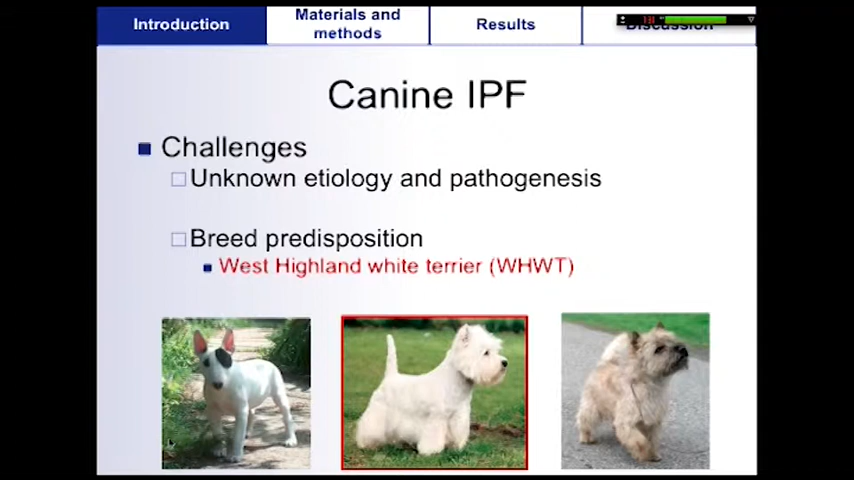 Introduction
Materials and
methods
Results
Discussion
Canine IPF
Challenges
Unknown etiology and pathogenesis
Breed predisposition
West Highland white terrier (WHWT)